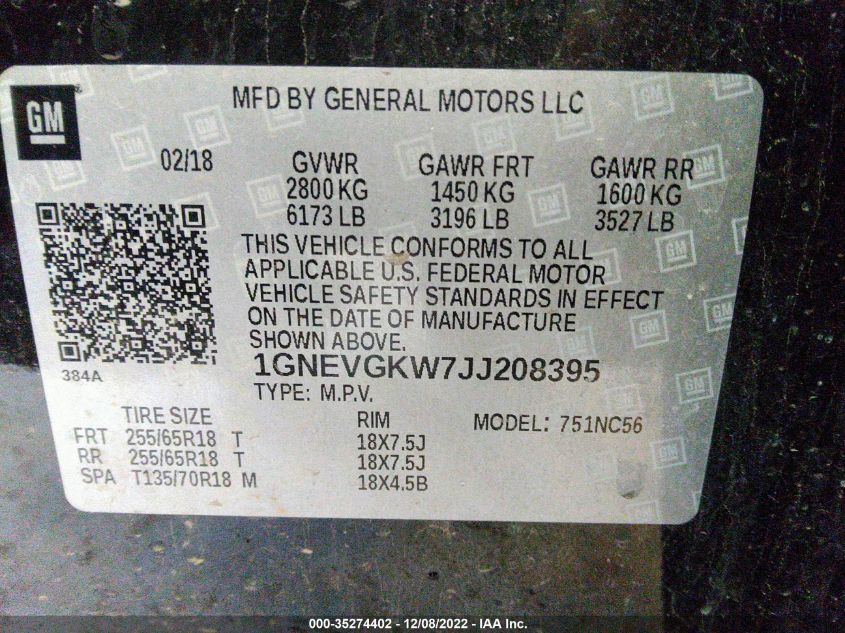 GM
MFD BY GENERAL MOTORS LLC
02/18 GVWR GAWR FRT GAWR RR
2800 KG 1450 KG 1600 KG
6173 LB 3196 LB 3527 LB
THIS VEHICLE CONFORMS TO ALL
APPLICABLE U.S. FEDERAL MOTOR
VEHICLE SAFETY STANDARDS IN EFFECT
ON THE DATE OF MANUFACTURE
SHOWN ABOVE.
384A
1GNEVGKW7JJ208395
TYPE: M.P.V.
TIRE SIZE RIM MODEL: 751NC56
FRT 255/65R18 T 18X7.5J
RR 255/65R18 T 18X7.5J
SPA T135/70R18 M 18X4.5B
000-35274402 - 12/08/2022 - IAA Inc.